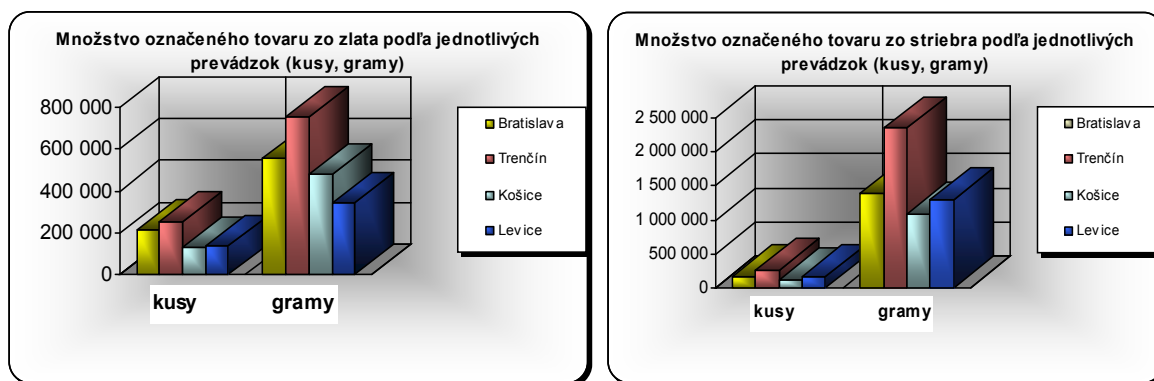 Množstvo označeného tovaru zo zlata podľa jednotlivých
prevádzok (kusy, gramy)
800 000
600 000
400 000
200 000
0
kusy
gramy
Bratislava
Trenčín
Košice
Levice
Množstvo označeného tovaru zo striebra podľa jednotlivých
prevádzok (kusy, gramy)
2 500 000
2 000 000
1 500 000
1 000 000
500 000
0
kusy
gramy
Bratislava
Trenčín
Košice
Levice